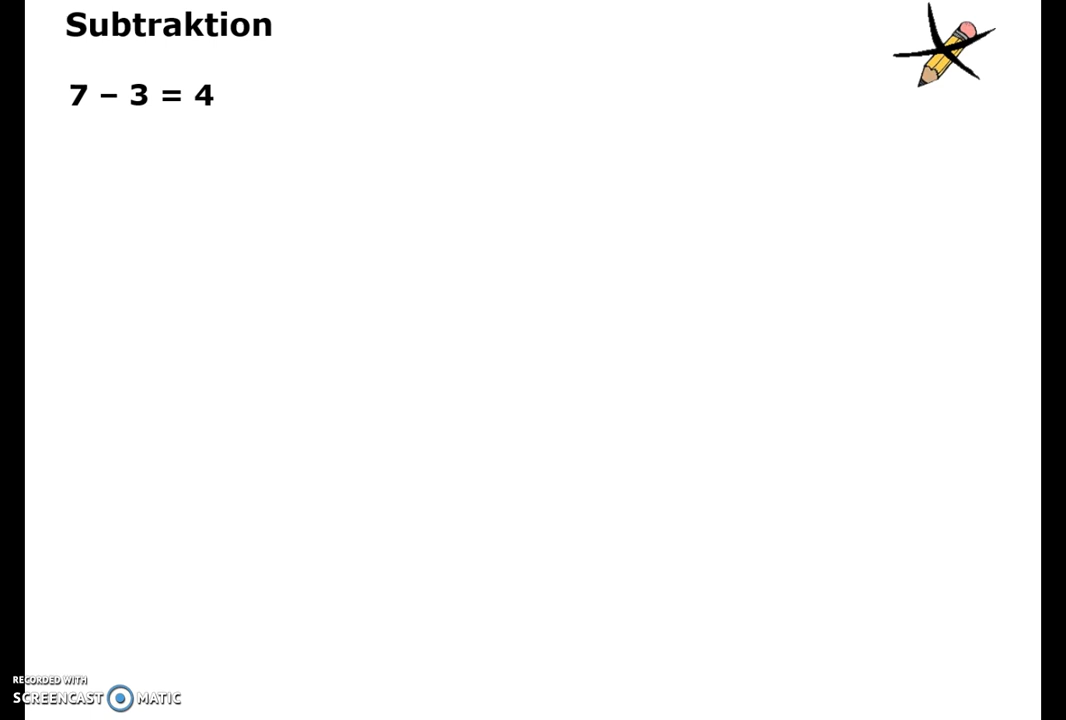 Subtraktion
7 – 3 = 4
RECORDED WITH
SCREENCAST MATIC